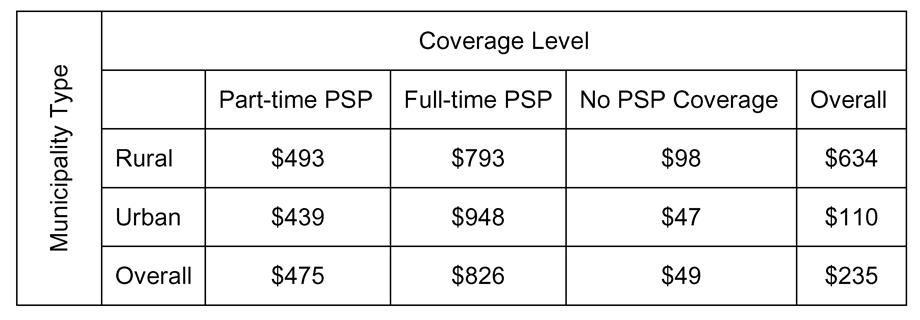 Municipality Type
Coverage Level
Part-time PSP Full-time PSP No PSP Coverage Overall
Rural $493 $793 $98 $634
Urban $439 $948 $47 $110
Overall $475 $826 $49 $235